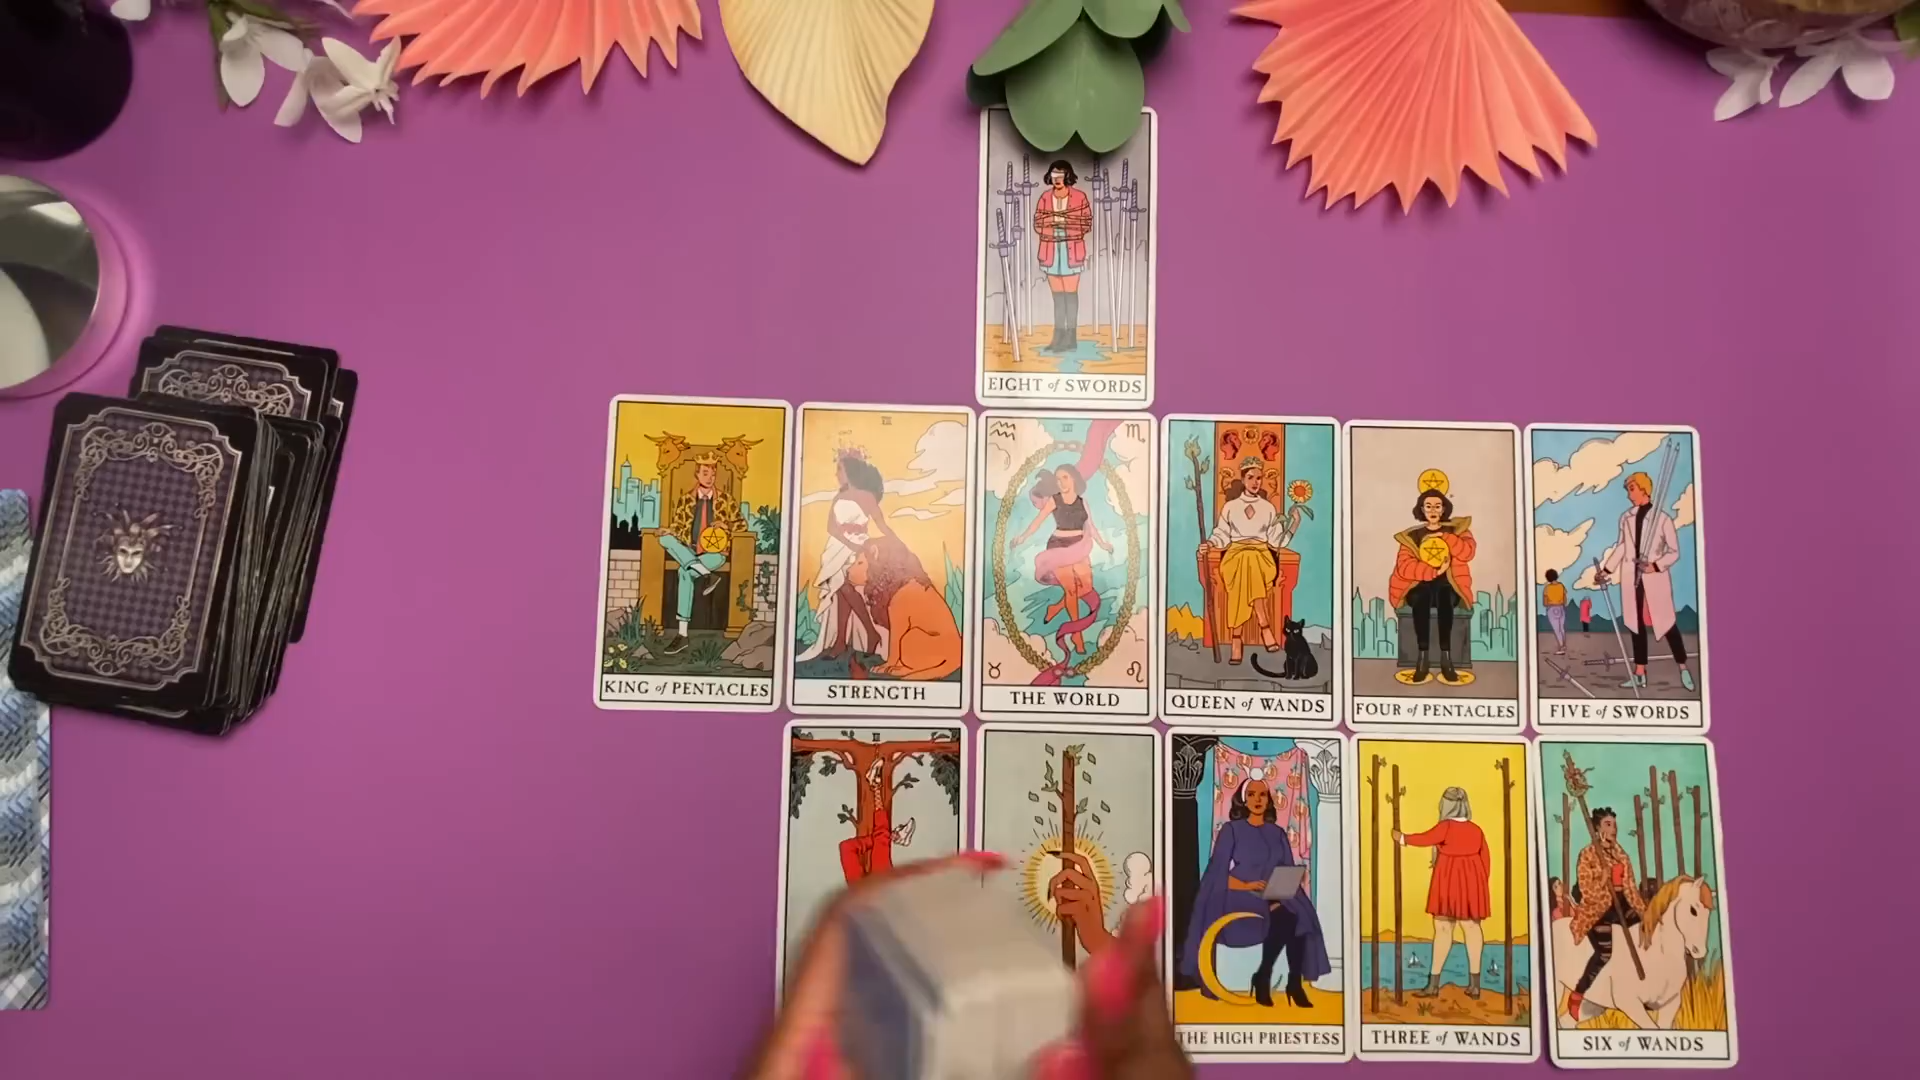 EIGHT of SWORDS
KING of PENTACLES
STRENGTH
THE WORLD
QUEEN of WANDS
FOUR of PENTACLES
FIVE of SWORDS
THE HIGH PRIESTESS
THREE of WANDS
SIX of WANDS